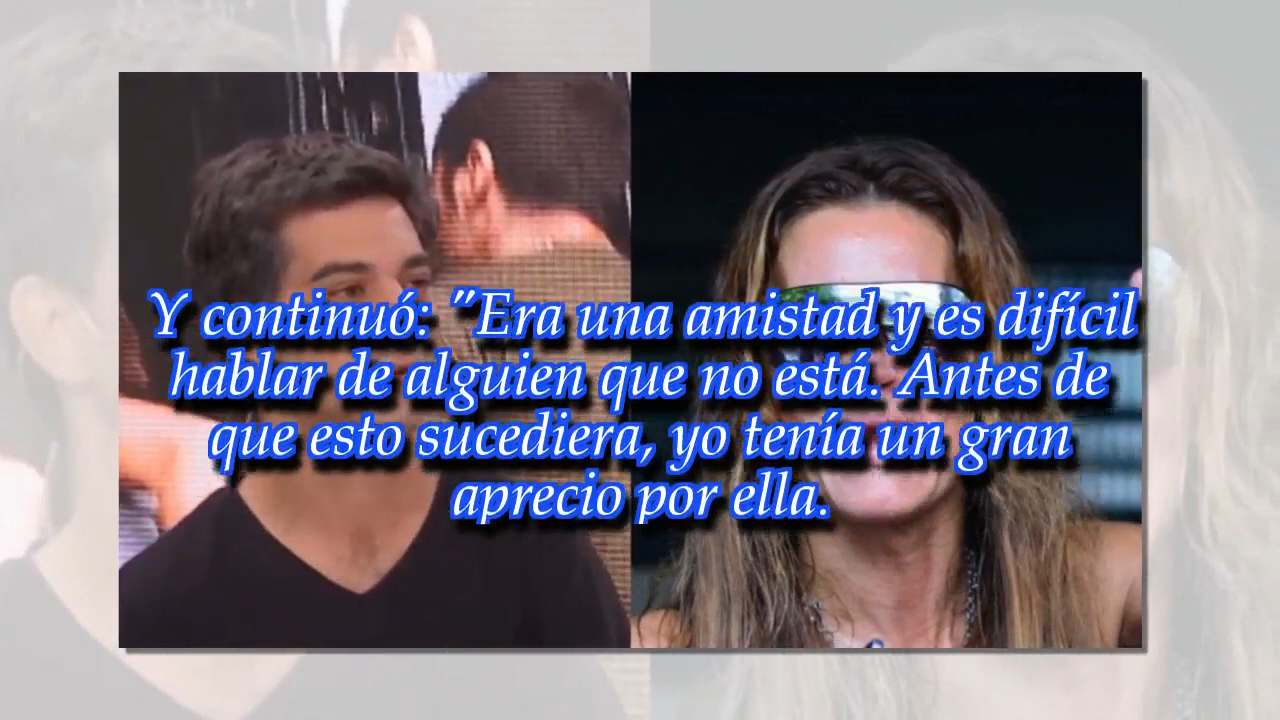 Y continuó: "Era una amistad y es difícil
hablar de alguien que no está. Antes de
que esto sucediera, yo tenía un gran
aprecio por ella.